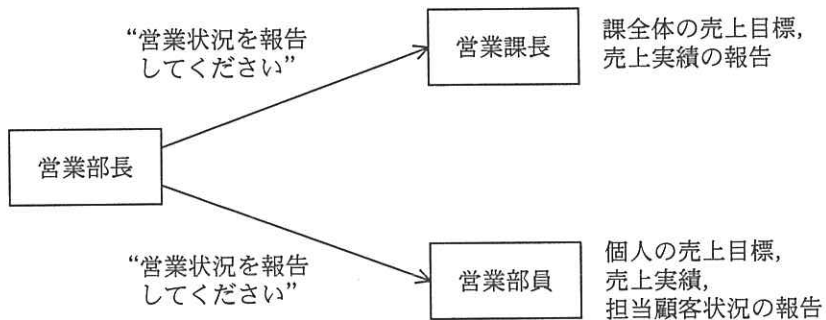 “営業状況を報告
してください”
営業課長
課全体の売上目標，
売上実績の報告
営業部長
“営業状況を報告
してください”
営業部員
個人の売上目標，
売上実績，
担当顧客状況の報告